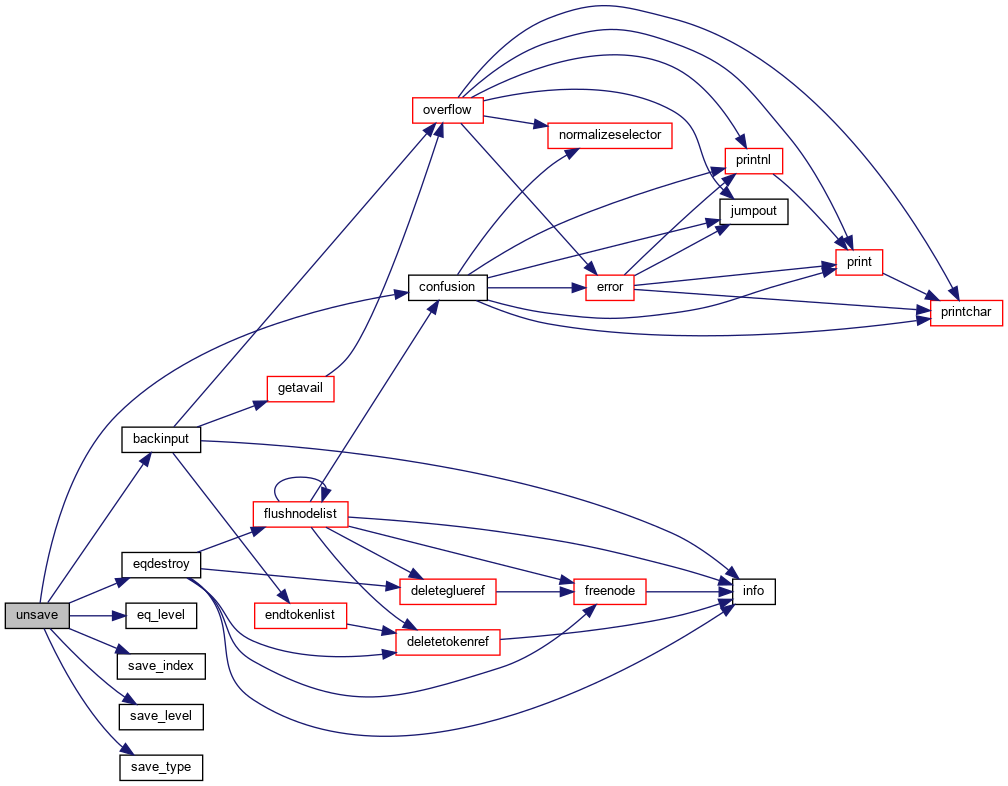 overflow
normalizeselector
printnl
jumpout
print
confusion
error
printchar
getavail
backinput
flushnodelist
eqdestroy
deleteglueref
freenode
info
unsave
eq_level
endtokenlist
deletetokenref
save_index
save_level
save_type